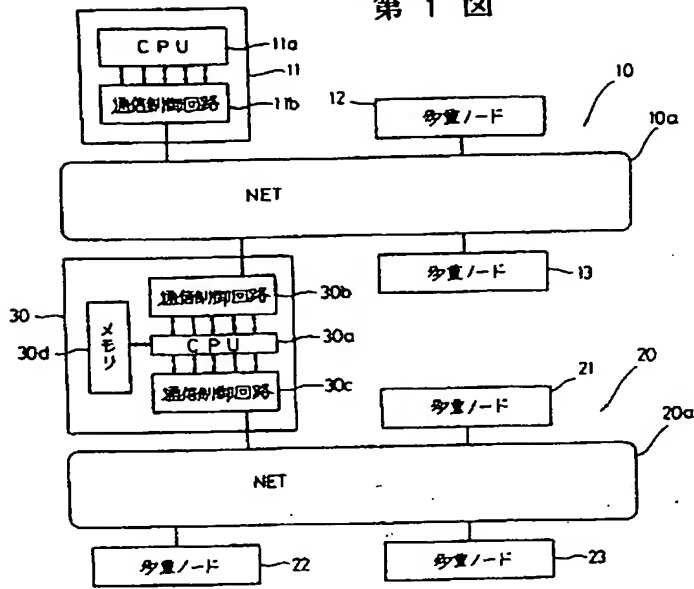 第 1 図
CPU
11a
11
通信制御回路
11b
12
多重ノード
10
10a
NET
多重ノード
13
30
30d
メモリ
通信制御回路
30b
CPU
30a
通信制御回路
30c
21
多重ノード
20
20a
NET
多重ノード
22
多重ノード
23